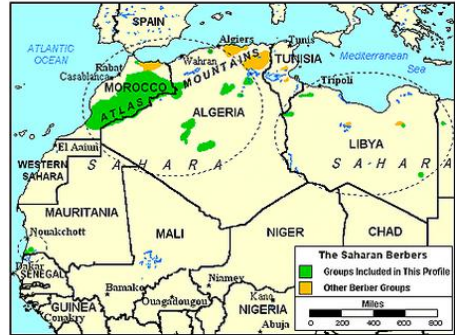 SPAIN
ATLANTIC
OCEAN
Algiers
Tunis
Mediterranean
Sea
Rabat
Wahran
TUNISIA
Casablanca
MOROCCO
MOUNTAINS
Tripoli
ATLAS
ALGERIA
El Aaiun
LIBYA
SAHARA
SAHARA
WESTERN
SAHARA
MAURITANIA
Nouakchott
MALI
NIGER
CHAD
Dakar
SENEGAL
Bamako
Niamey
Ouagadougou
Kano
GUINEA
Conakry
NIGERIA
Abuja
The Saharan Berbers
Groups Included in This Profile
Other Berber Groups
Miles
0 200 400 600 800